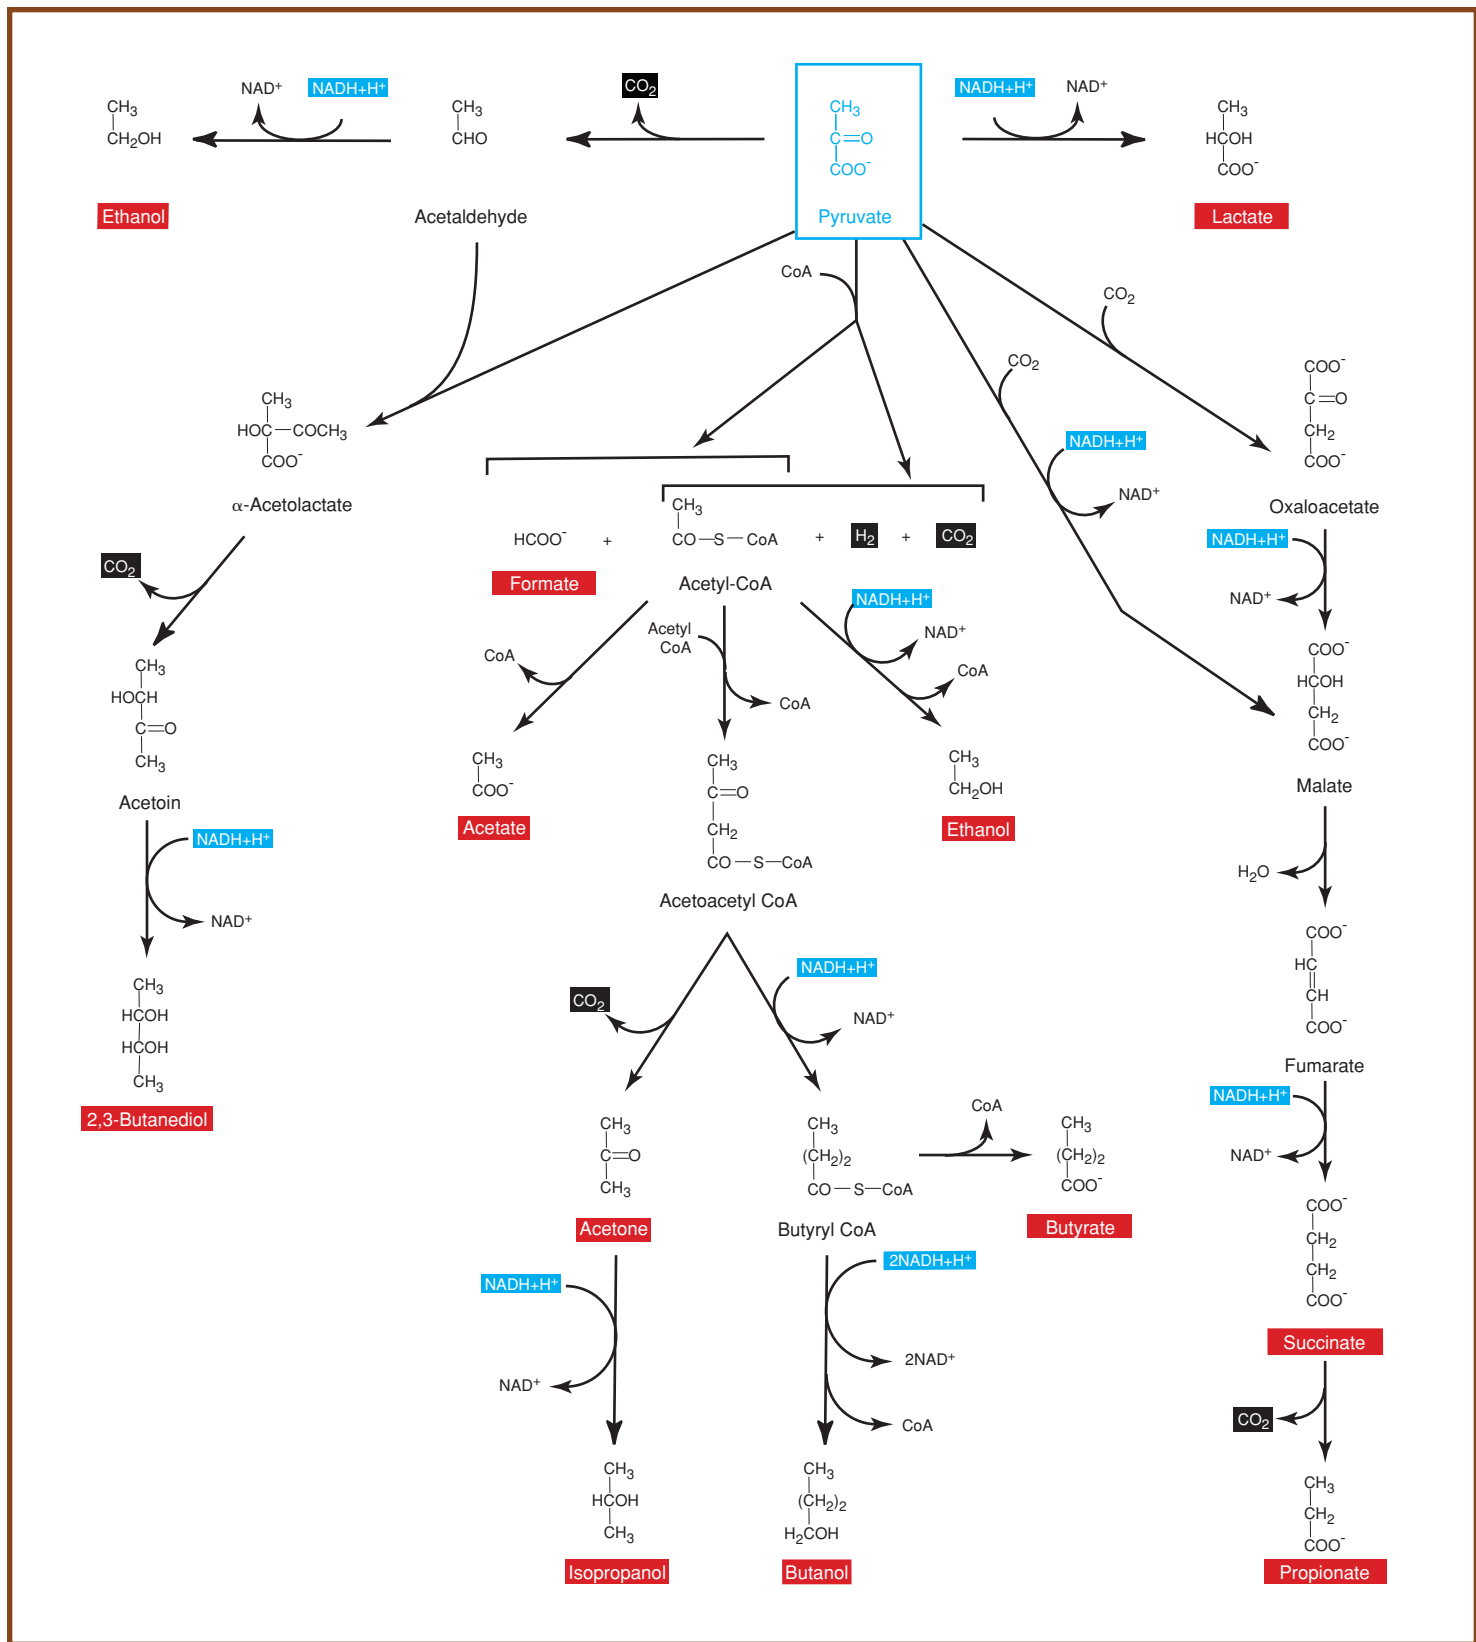 NAD⁺
NADH+H⁺
CO₂
NADH+H⁺
NAD⁺
CH₃
CH₂OH
Ethanol
CH₃
CHO
Acetaldehyde
CH₃
C=O
COO⁻
Pyruvate
CH₃
HCOH
COO⁻
Lactate
CoA
CO₂
CO₂
CH₃
HOC—COCH₃
COO⁻
α-Acetolactate
NADH+H⁺
NAD⁺
COO⁻
C=O
CH₂
COO⁻
Oxaloacetate
HCOO⁻
Formate
+
CH₃
CO—S—CoA
Acetyl-CoA
+
H₂
+
CO₂
NADH+H⁺
NAD⁺
CO₂
CH₃
HOCH
C=O
CH₃
Acetoin
CoA
Acetyl
CoA
CoA
NADH+H⁺
NAD⁺
CoA
COO⁻
HCOH
CH₂
COO⁻
Malate
CH₃
COO⁻
Acetate
CH₃
C=O
CH₂
CO—S—CoA
Acetoacetyl CoA
CH₃
CH₂OH
Ethanol
NADH+H⁺
NAD⁺
H₂O
CH₃
HCOH
HCOH
CH₃
2,3-Butanediol
CO₂
NADH+H⁺
NAD⁺
COO⁻
HC
CH
COO⁻
Fumarate
NADH+H⁺
NAD⁺
CH₃
C=O
CH₃
Acetone
CH₃
(CH₂)₂
CO—S—CoA
Butyryl CoA
CoA
CH₃
(CH₂)₂
COO⁻
Butyrate
COO⁻
CH₂
CH₂
COO⁻
Succinate
NADH+H⁺
NAD⁺
2NADH+H⁺
2NAD⁺
CoA
CO₂
CH₃
HCOH
CH₃
Isopropanol
CH₃
(CH₂)₂
H₂COH
Butanol
CH₃
CH₂
COO⁻
Propionate